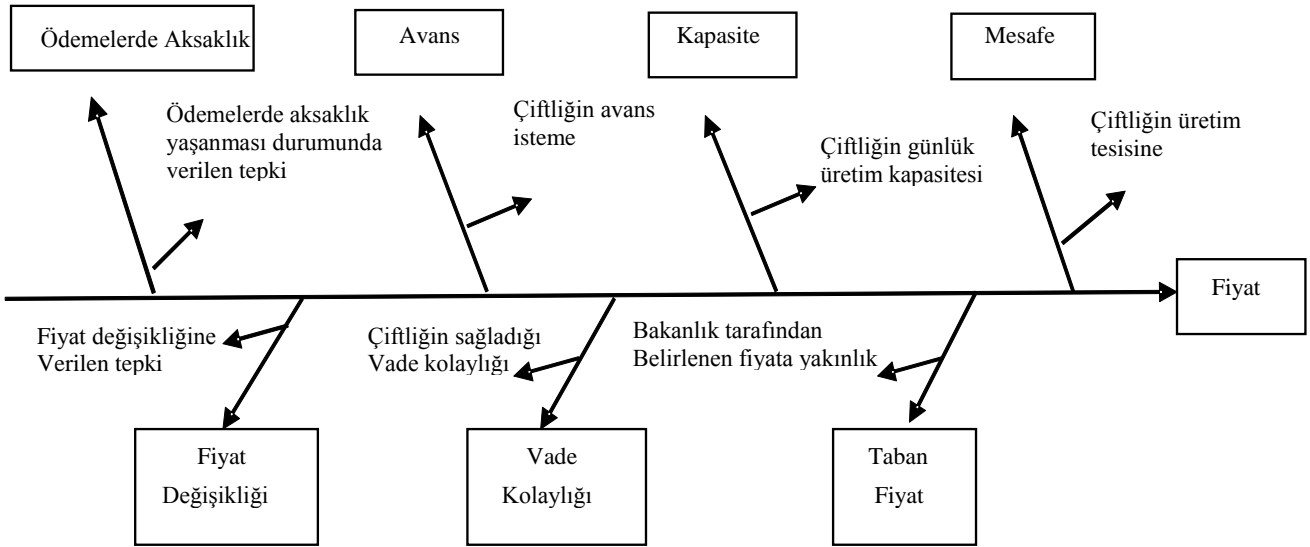 Ödemelerde Aksaklık
Avans
Kapasite
Mesafe
Ödemelerde aksaklık
yaşanması durumunda
verilen tepki
Çiftliğin avans
isteme
Çiftliğin günlük
üretim kapasitesi
Çiftliğin üretim
tesisine
Fiyat
Fiyat değişikliğine
Verilen tepki
Çiftliğin sağladığı
Vade kolaylığı
Bakanlık tarafından
Belirlenen fiyata yakınlık
Fiyat
Değişikliği
Vade
Kolaylığı
Taban
Fiyat